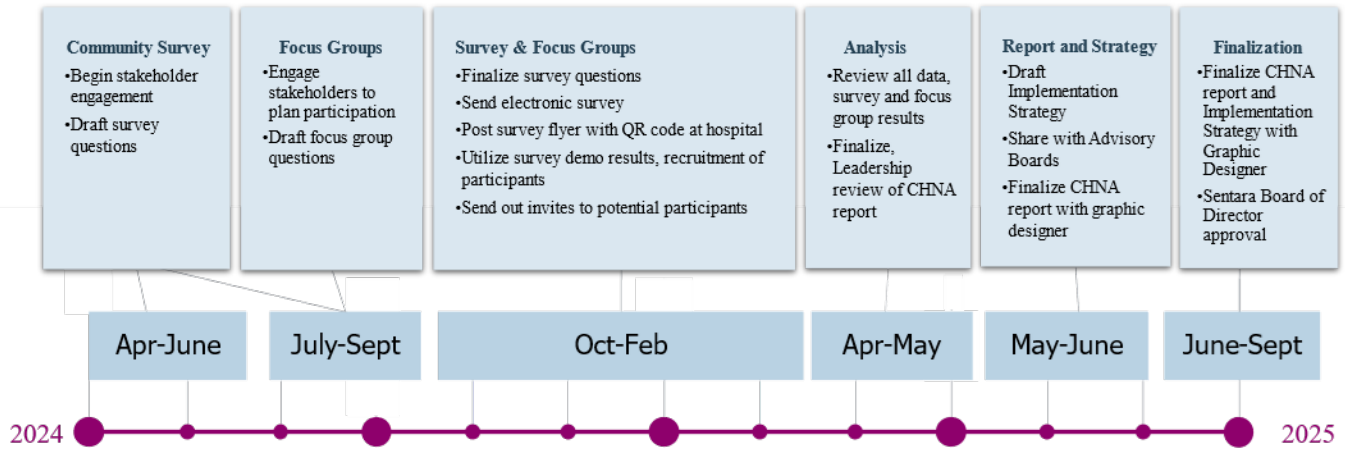 Community Survey
•Begin stakeholder
engagement
•Draft survey
questions
Focus Groups
•Engage
stakeholders to
plan participation
•Draft focus group
questions
Survey & Focus Groups
•Finalize survey questions
•Send electronic survey
•Post survey flyer with QR code at hospital
•Utilize survey demo results, recruitment of
participants
•Send out invites to potential participants
Analysis
•Review all data,
survey and focus
group results
•Finalize,
Leadership
review of CHNA
report
Report and Strategy
•Draft
Implementation
Strategy
•Share with Advisory
Boards
•Finalize CHNA
report with graphic
designer
Finalization
•Finalize CHNA
report and
Implementation
Strategy with
Graphic
Designer
•Sentara Board of
Director
approval
Apr-June
July-Sept
Oct-Feb
Apr-May
May-June
June-Sept
2024
2025